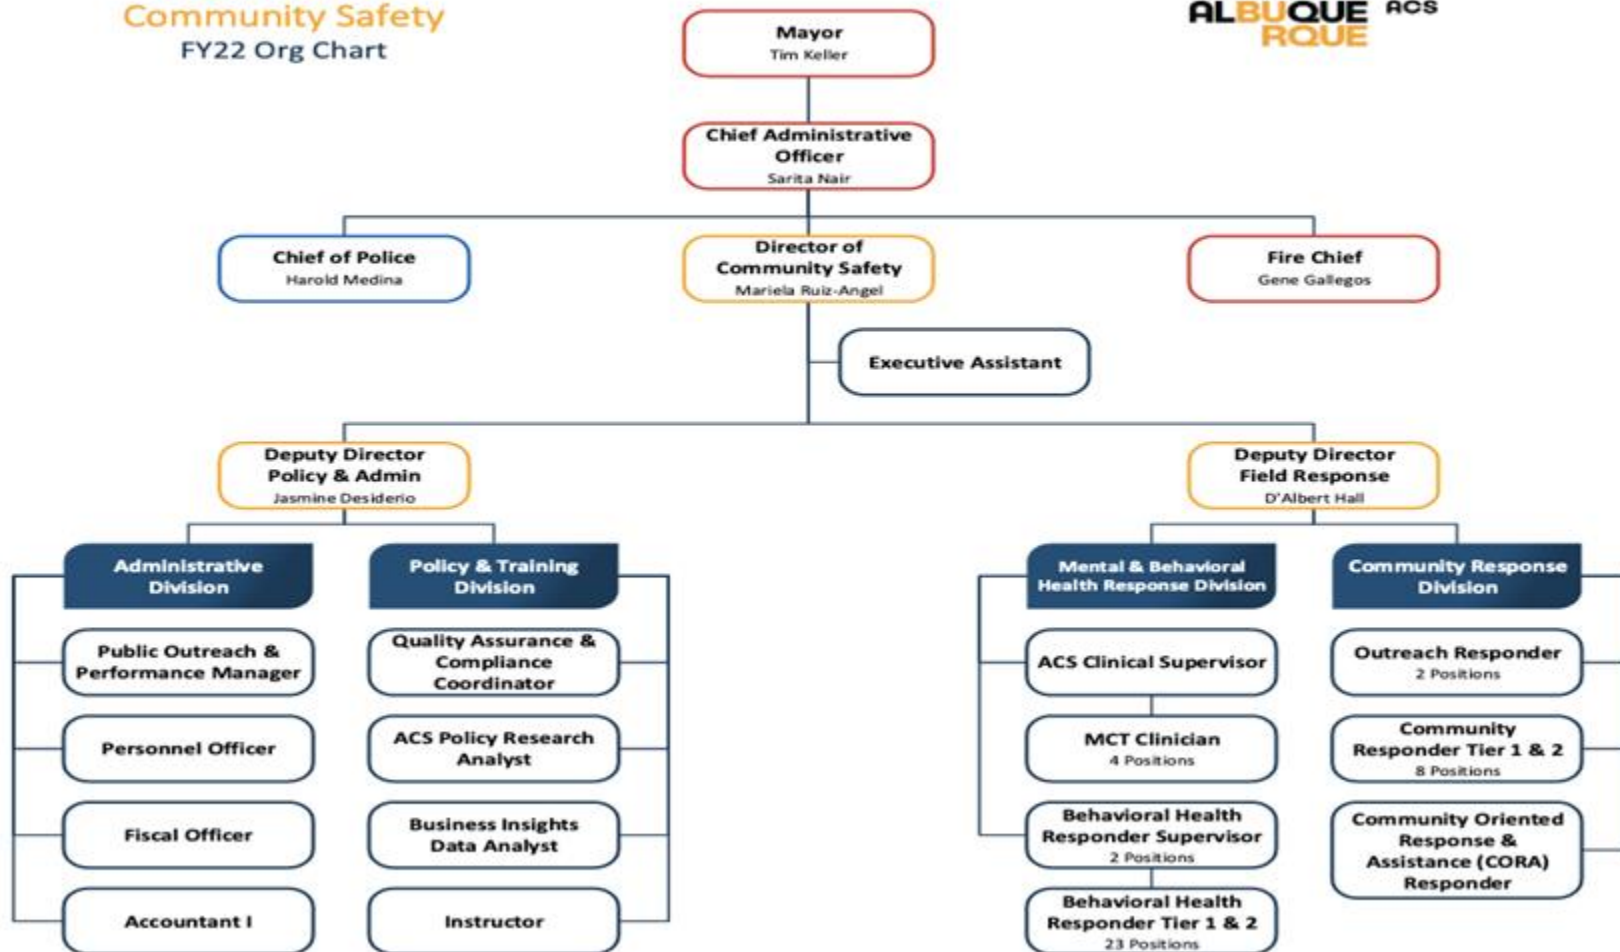 Community Safety
FY22 Org Chart
ALBUQUE
RQUE
ACS
Mayor
Tim Keller
Chief Administrative
Officer
Sarita Nair
Chief of Police
Harold Medina
Director of
Community Safety
Mariela Ruiz-Angel
Fire Chief
Gene Gallegos
Executive Assistant
Deputy Director
Policy & Admin
Jasmine Desiderio
Deputy Director
Field Response
D'Albert Hall
Administrative
Division
Public Outreach &
Performance Manager
Personnel Officer
Fiscal Officer
Accountant I
Policy & Training
Division
Quality Assurance &
Compliance
Coordinator
ACS Policy Research
Analyst
Business Insights
Data Analyst
Instructor
Mental & Behavioral
Health Response Division
ACS Clinical Supervisor
MCT Clinician
4 Positions
Behavioral Health
Responder Supervisor
2 Positions
Behavioral Health
Responder Tier 1 & 2
23 Positions
Community Response
Division
Outreach Responder
2 Positions
Community
Responder Tier 1 & 2
8 Positions
Community Oriented
Response &
Assistance (CORA)
Responder